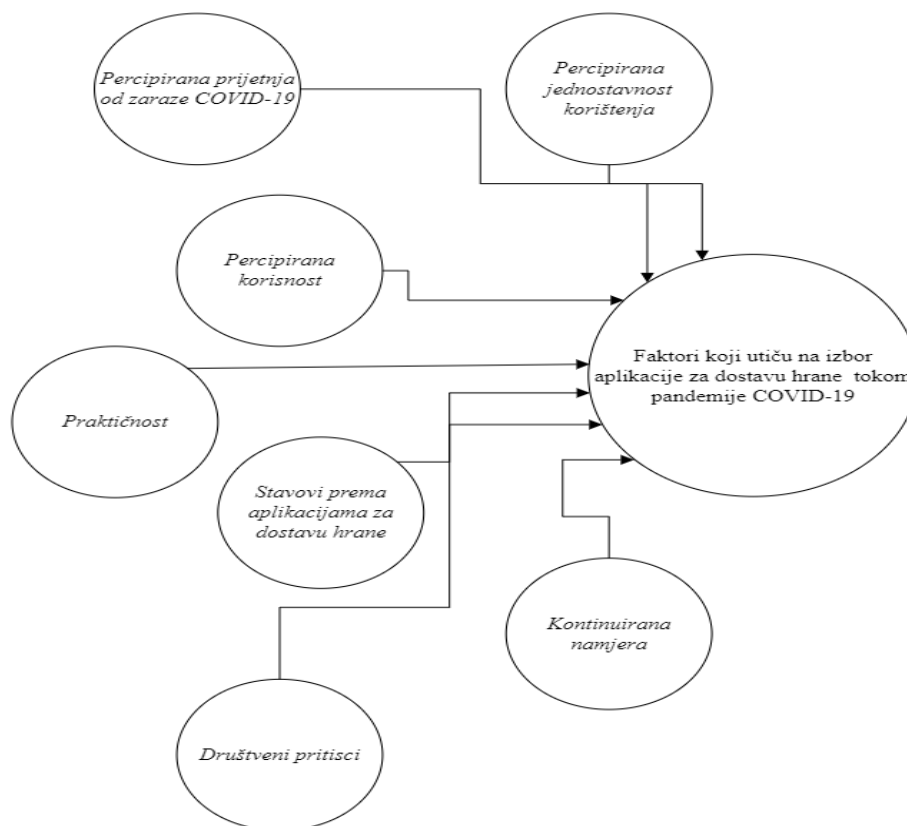 Percipirana prijetnja
od zaraze COVID-19
Percipirana
jednostavnost
korištenja
Percipirana
korisnost
Faktori koji utiču na izbor
aplikacije za dostavu hrane tokom
pandemije COVID-19
Praktičnost
Stavovi prema
aplikacijama za
dostavu hrane
Kontinuirana
namjera
Društveni pritisci